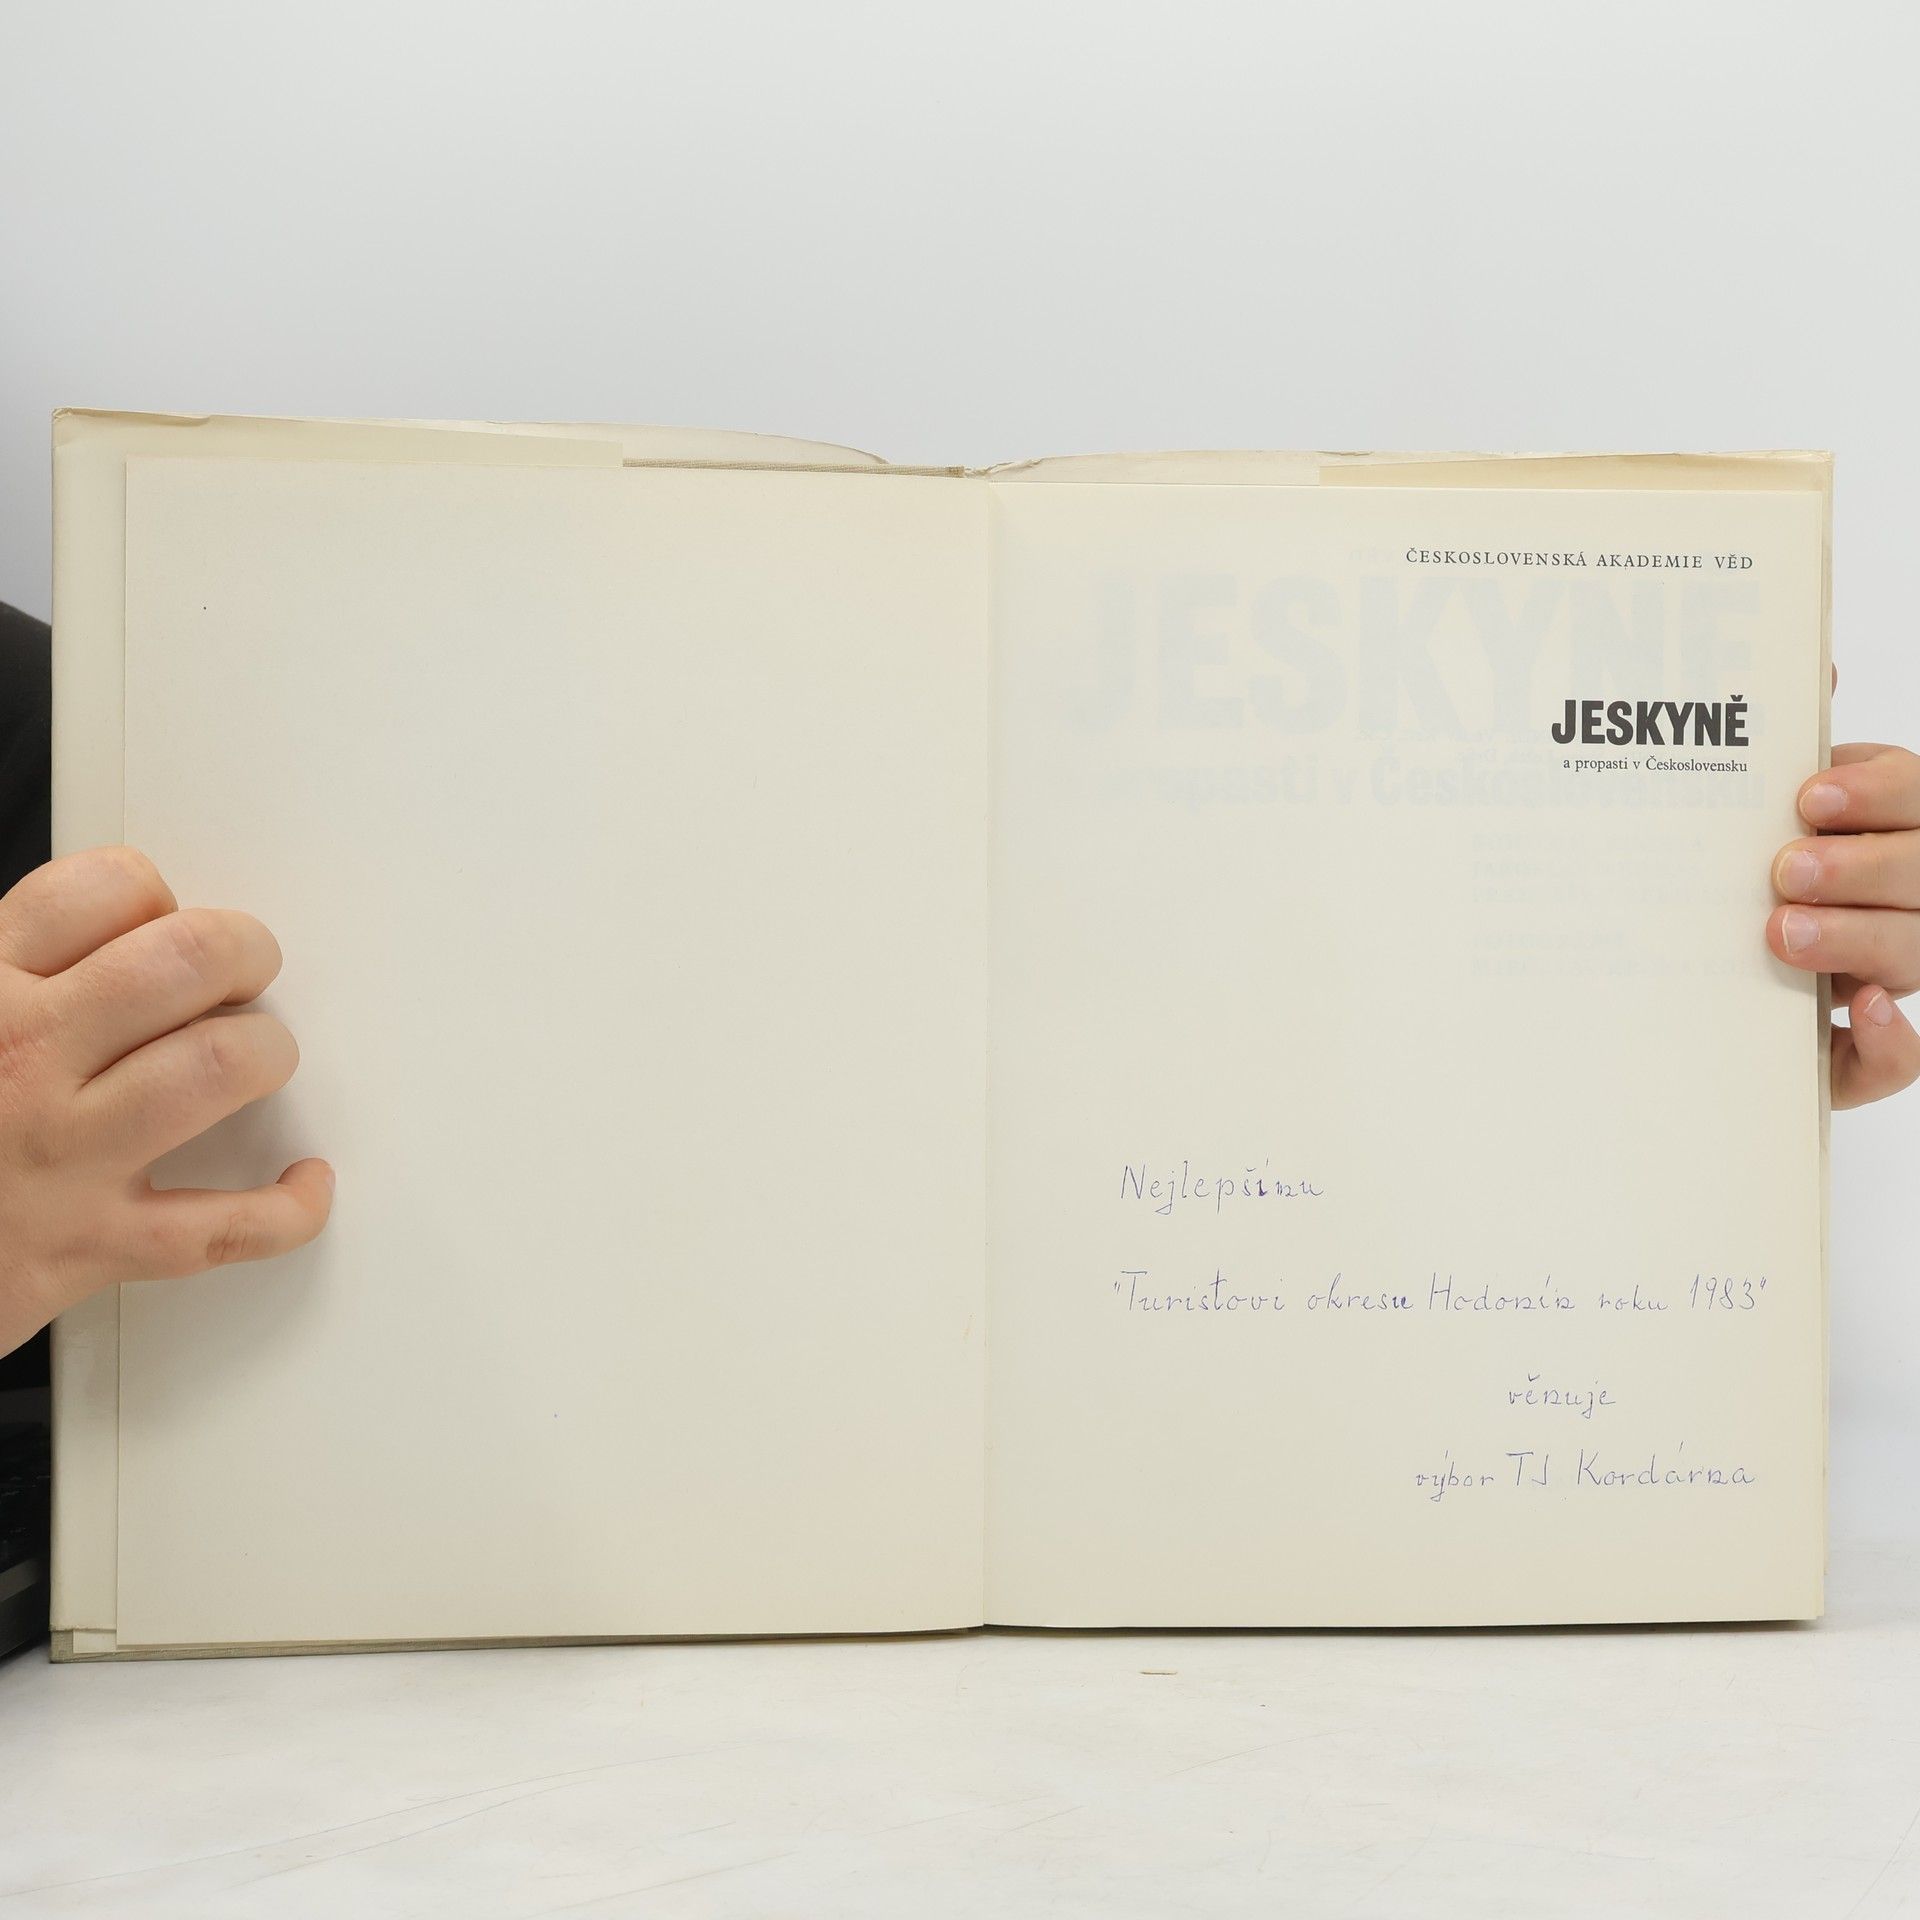 ČESKOSLOVENSKÁ AKADEMIE VĚD
JESKYNĚ
a propasti v Československu
Nejlepšímu
"Turistovi okresu Hodonín roku 1983"
věnuje
výbor TJ Kordárna